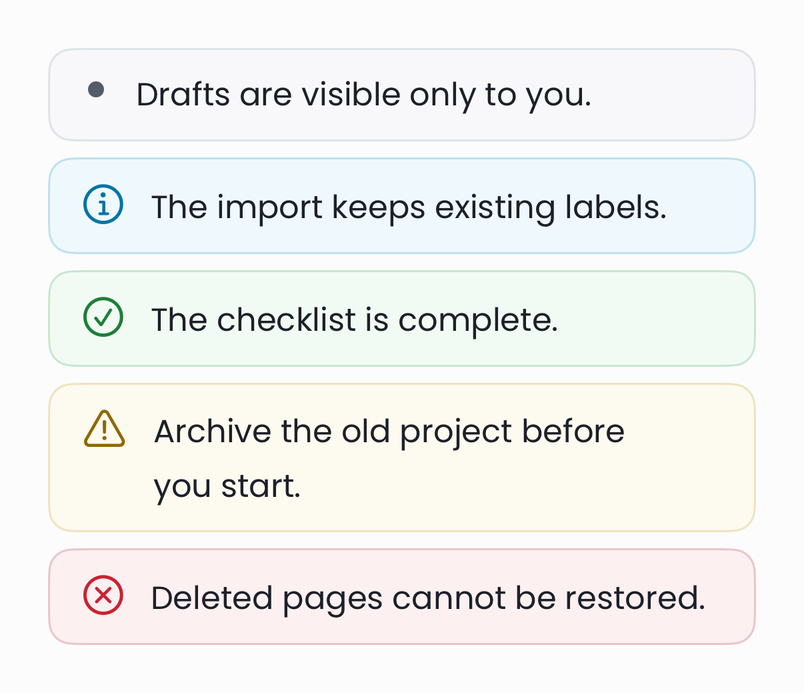 Drafts are visible only to you.
The import keeps existing labels.
The checklist is complete.
Archive the old project before
you start.
Deleted pages cannot be restored.